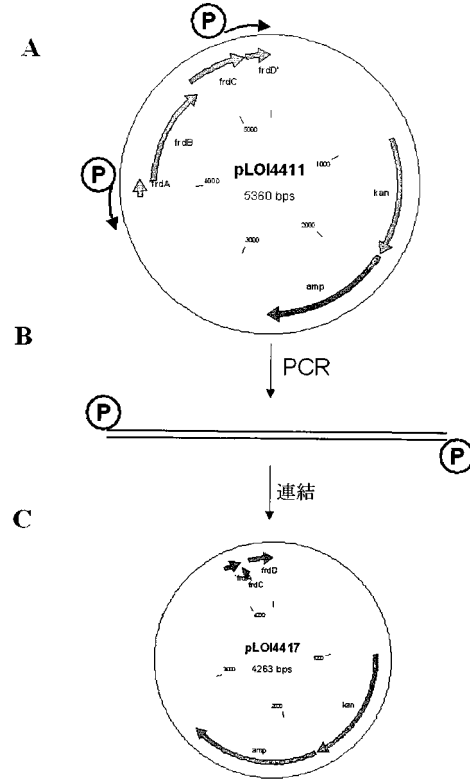 P
A
frdC
frdD'
frdB
5000
P
frdA
4000
pLOI4411
5360 bps
1000
kan
3000
2000
amp
B
PCR
P
P
連結
C
frdD
frdC
pLOI4417
4263 bps
kan
amp